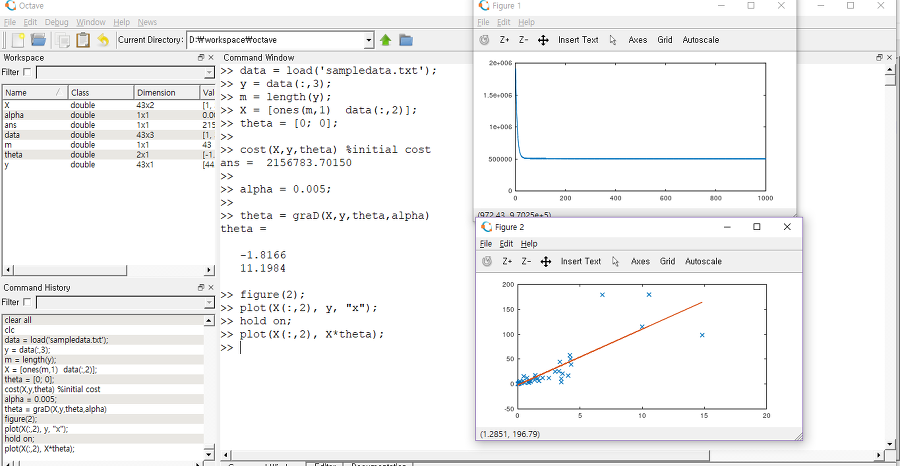 Octave
File Edit Debug Window Help
Current Directory: D:₩workspace₩octave
Workspace
Filter
Name Class Dimension Val
X double 43x2 [1,
alpha double 1x1 0.00
ans double 1x1 215
data double 43x3 [1,
m double 1x1 43
theta double 2x1 [-1,
y double 43x1 [44
Command History
Filter
clear all
clc
data = load('sampledata.txt');
y = data(:,3);
m = length(y);
X = [ones(m,1) data(:,2)];
theta = [0; 0];
cost(X,y,theta) %initial cost
alpha = 0.005;
theta = graD(X,y,theta,alpha)
figure(2);
plot(X(:,2), y, "x");
hold on;
plot(X(:,2), X*theta);
Command Window
>> data = load('sampledata.txt');
>> y = data(:,3);
>> m = length(y);
>> X = [ones(m,1)  data(:,2)];
>> theta = [0; 0];
>>
>> cost(X,y,theta) %initial cost
ans =  2156783.70150
>>
>> alpha = 0.005;
>>
>> theta = graD(X,y,theta,alpha)
theta =
-1.8166
11.1984
>> figure(2);
>> plot(X(:,2), y, "x");
>> hold on;
>> plot(X(:,2), X*theta);
>>
Figure 1
File Edit Help
Z+ Z− Insert Text Axes Grid Autoscale
2e+006
1.5e+006
1e+006
500000
0
0 200 400 600 800 1000
(972.43, 9.7025e+5)
Figure 2
File Edit Help
Z+ Z− Insert Text Axes Grid Autoscale
200
150
100
50
0
-50
0 5 10 15 20
(1.2851, 196.79)